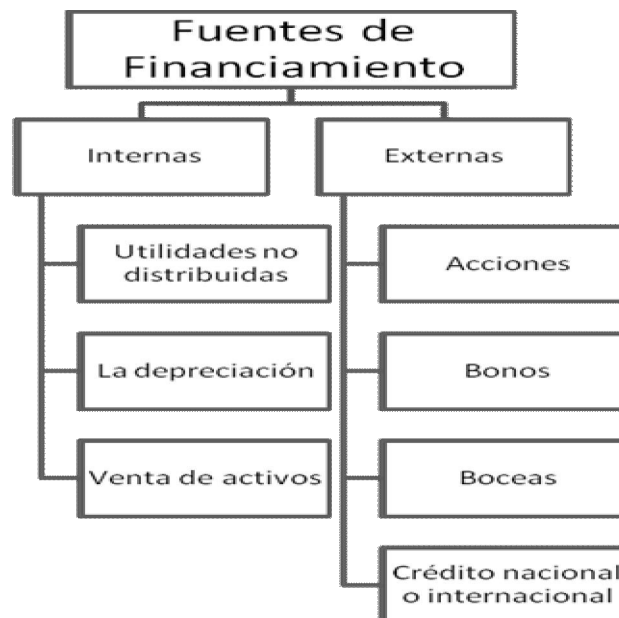 Fuentes de
Financiamiento
Internas
Externas
Utilidades no
distribuidas
Acciones
La depreciación
Bonos
Venta de activos
Boceas
Crédito nacional
o internacional